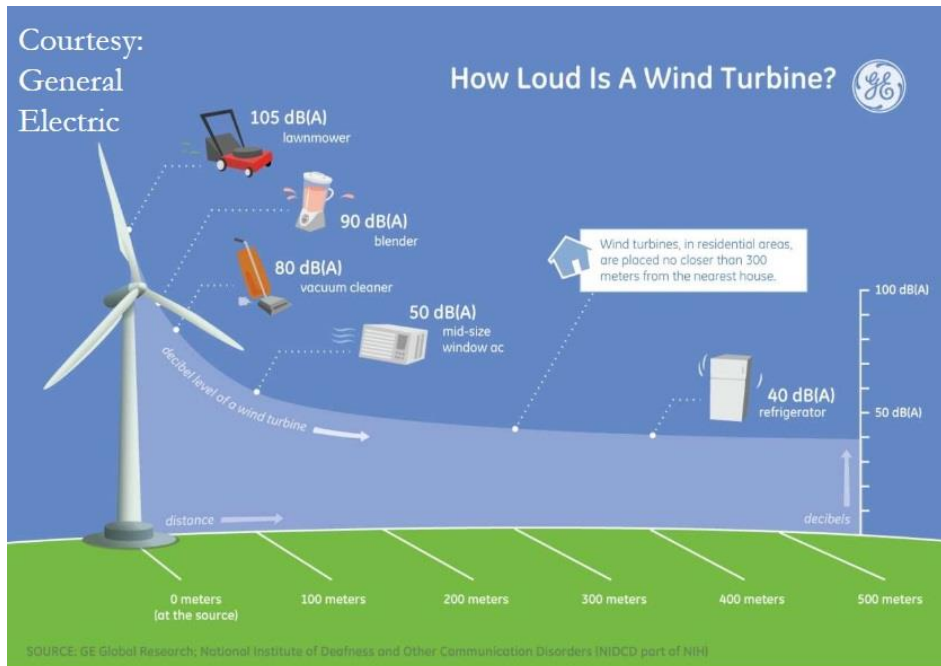 Courtesy:
General
Electric
How Loud Is A Wind Turbine?
GE
105 dB(A)
lawnmower
90 dB(A)
blender
80 dB(A)
vacuum cleaner
50 dB(A)
mid-size
window ac
Wind turbines, in residential areas,
are placed no closer than 300
meters from the nearest house.
100 dB(A)
40 dB(A)
refrigerator
50 dB(A)
decibel level of a wind turbine
distance
decibels
0 meters
(at the source)
100 meters
200 meters
300 meters
400 meters
500 meters
SOURCE: GE Global Research; National Institute of Deafness and Other Communication Disorders (NIDCD part of NIH)